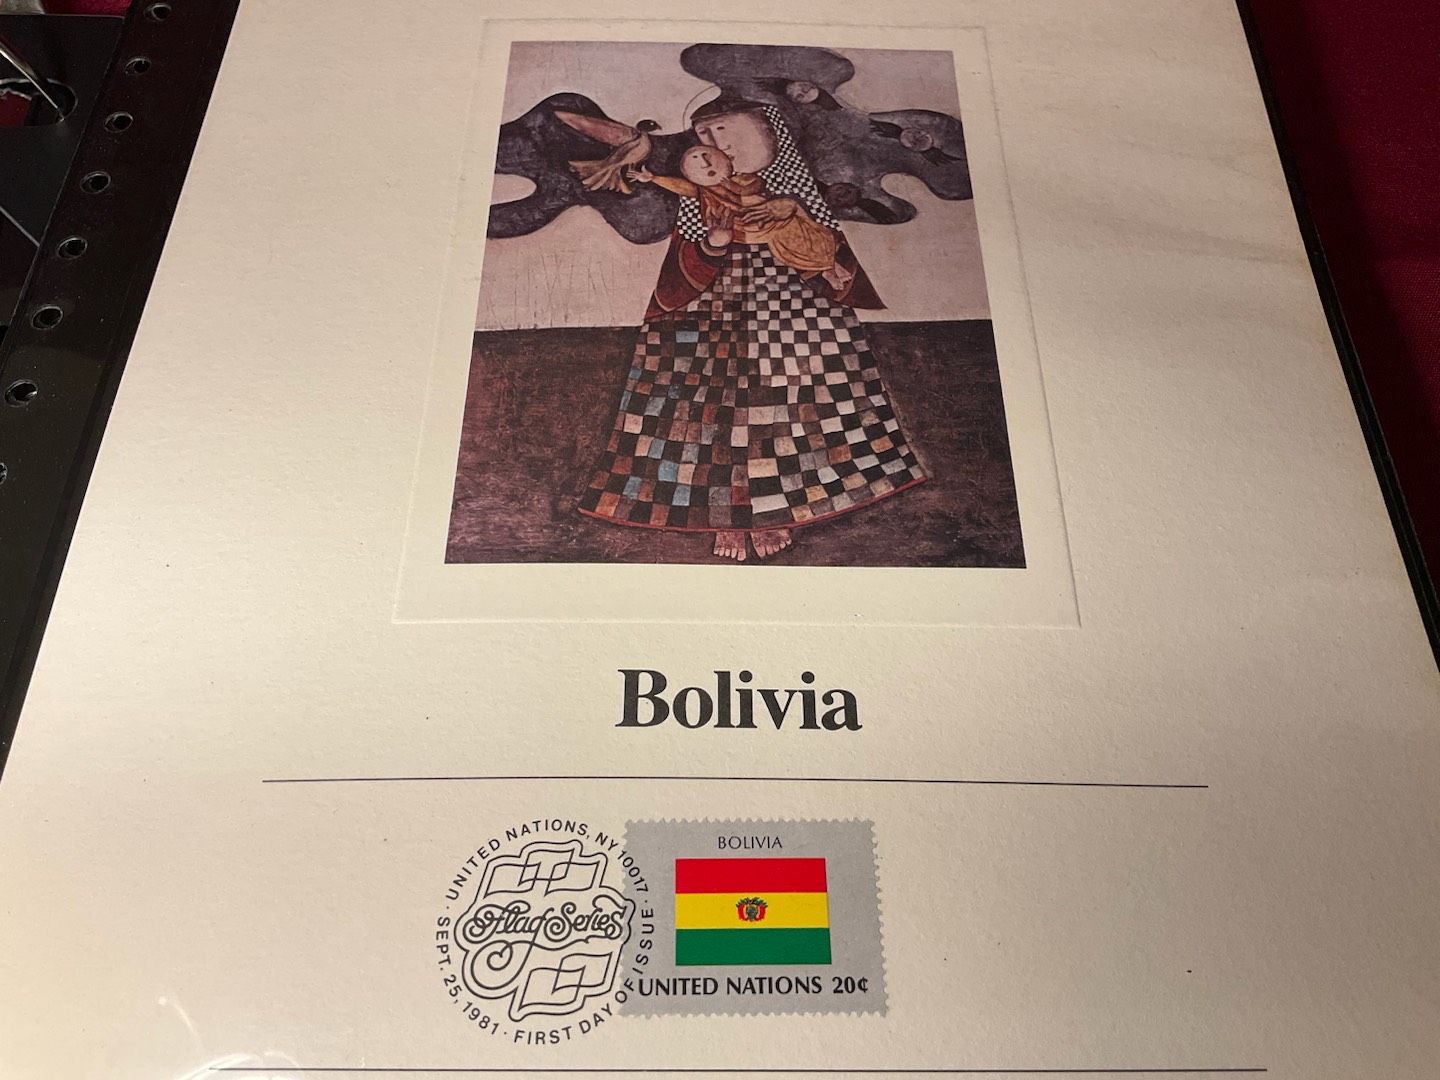 Bolivia
UNITED NATIONS, NY 10017 · SEPT. 25, 1981 · FIRST DAY OF ISSUE ·
Flag Series
BOLIVIA
UNITED NATIONS 20¢